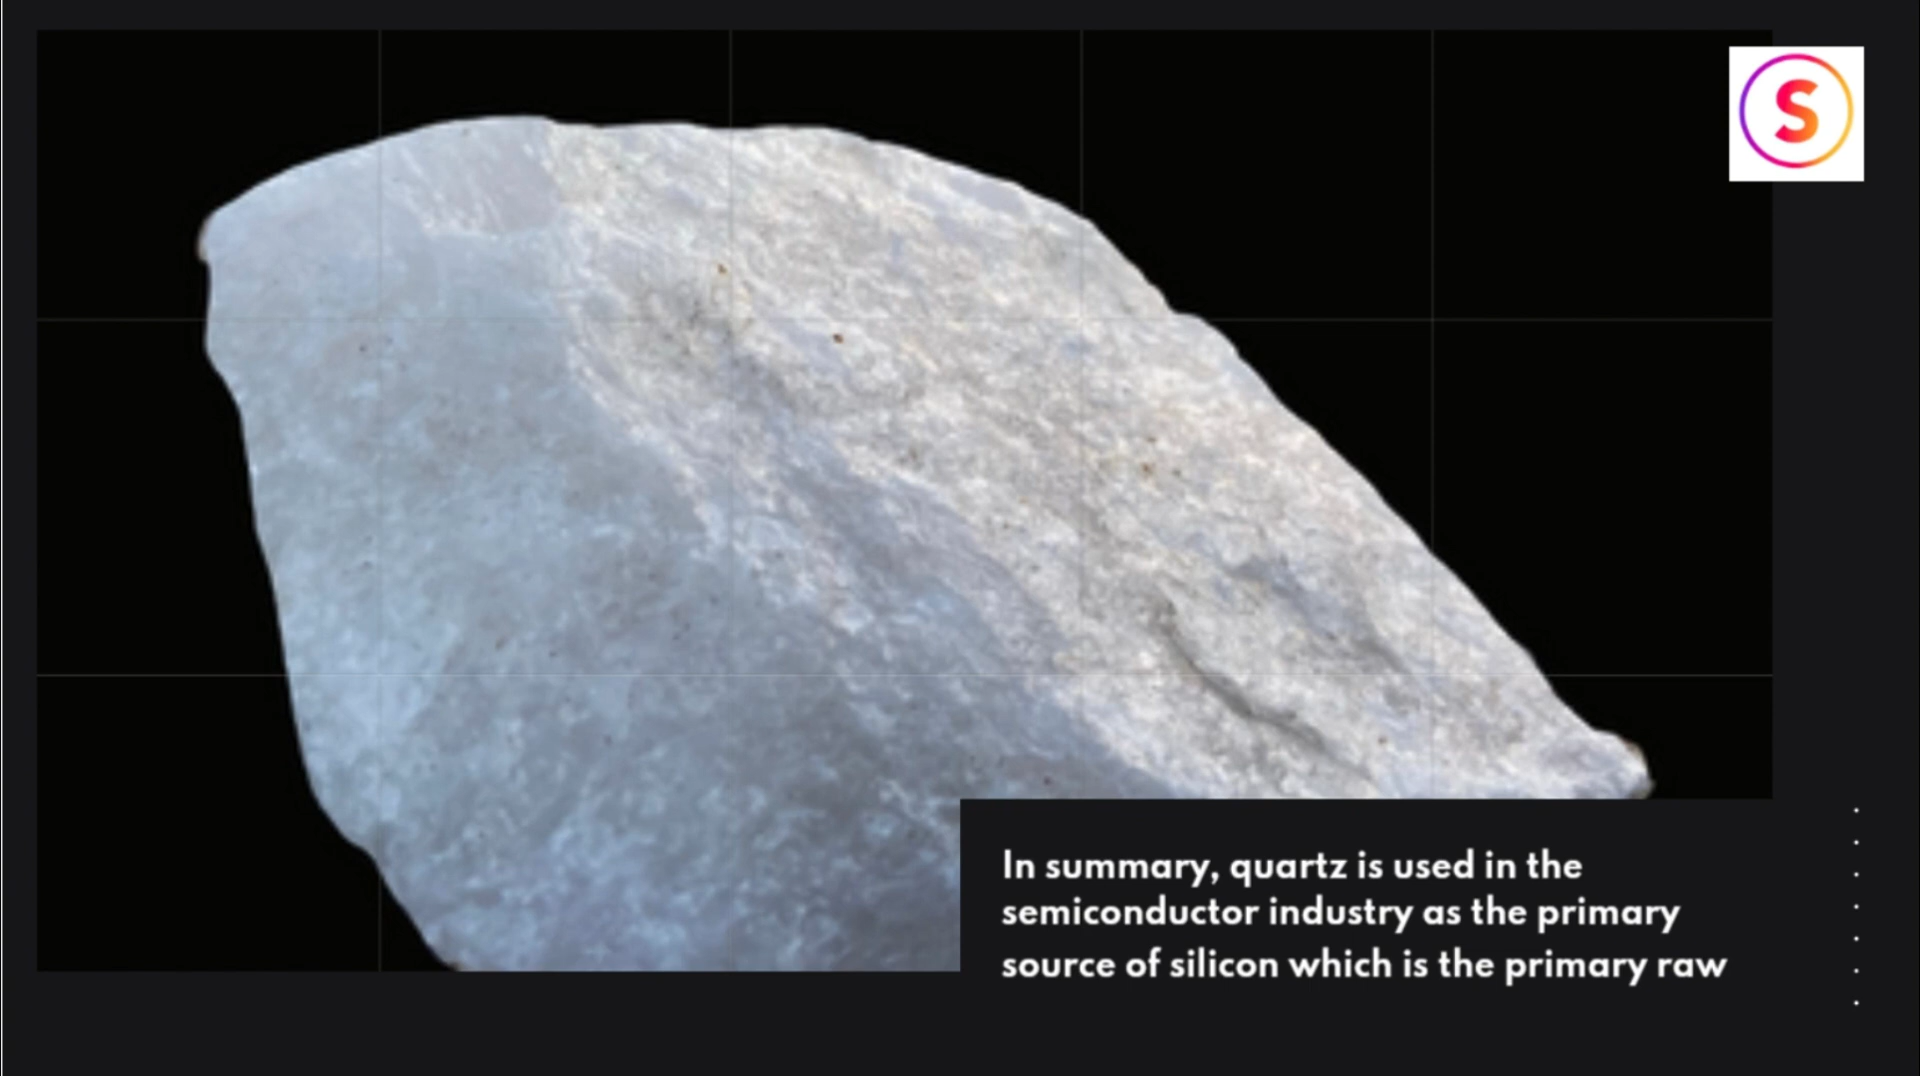 S
In summary, quartz is used in the
semiconductor industry as the primary
source of silicon which is the primary raw